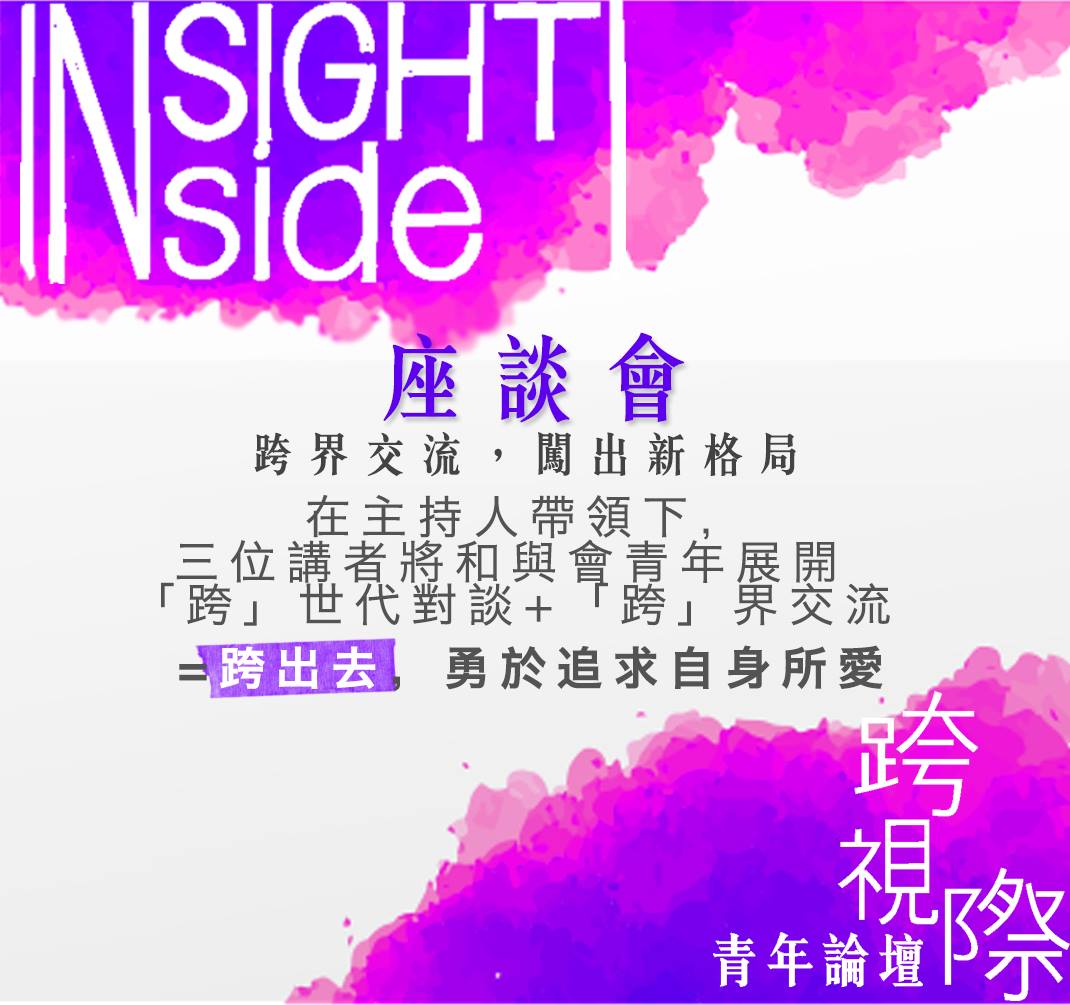 INSIGHT
INside
座談會
跨界交流，闖出新格局
在主持人帶領下,
三位講者將和與會青年展開
「跨」世代對談+「跨」界交流
=跨出去, 勇於追求自身所愛
跨
視
際
青年論壇